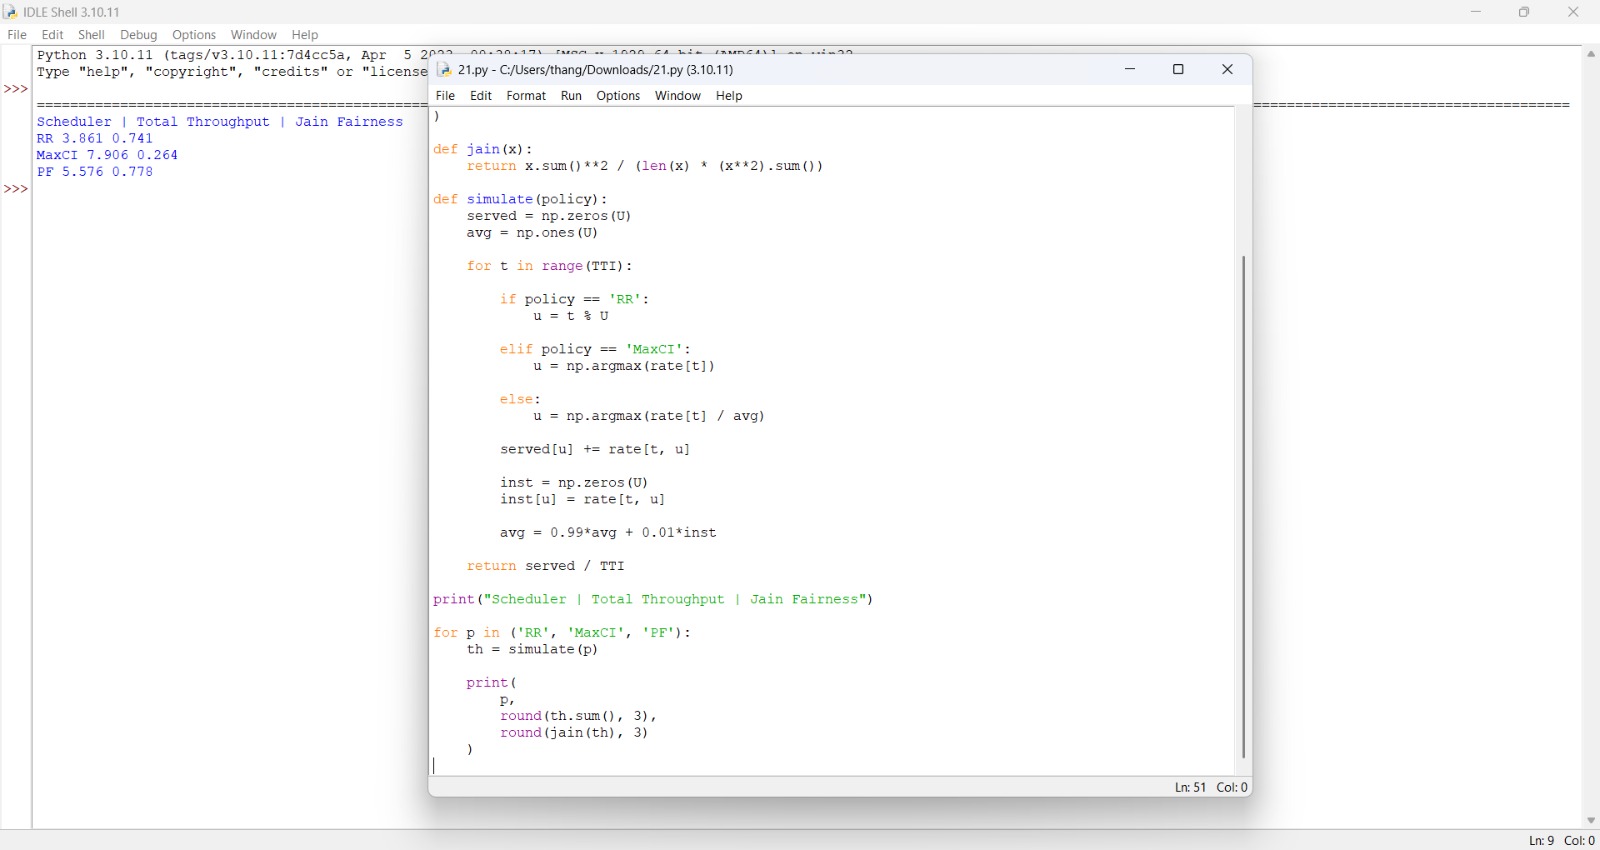 IDLE Shell 3.10.11
File Edit Shell Debug Options Window Help
Python 3.10.11 (tags/v3.10.11:7d4cc5a, Apr 5
Type "help", "copyright", "credits" or "license
>>>
Scheduler | Total Throughput | Jain Fairness
RR 3.861 0.741
MaxCI 7.906 0.264
PF 5.576 0.778
>>>
21.py - C:/Users/thang/Downloads/21.py (3.10.11)
File Edit Format Run Options Window Help
)
def jain(x):
    return x.sum()**2 / (len(x) * (x**2).sum())
def simulate(policy):
    served = np.zeros(U)
    avg = np.ones(U)
    for t in range(TTI):
        if policy == 'RR':
            u = t % U
        elif policy == 'MaxCI':
            u = np.argmax(rate[t])
        else:
            u = np.argmax(rate[t] / avg)
        served[u] += rate[t, u]
        inst = np.zeros(U)
        inst[u] = rate[t, u]
        avg = 0.99*avg + 0.01*inst
    return served / TTI
print("Scheduler | Total Throughput | Jain Fairness")
for p in ('RR', 'MaxCI', 'PF'):
    th = simulate(p)
    print(
        p,
        round(th.sum(), 3),
        round(jain(th), 3)
    )
Ln: 51 Col: 0
Ln: 9 Col: 0